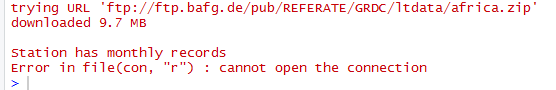 trying URL 'ftp://ftp.bafg.de/pub/REFERATE/GRDC/ltdata/africa.zip'
downloaded 9.7 MB
Station has monthly records
Error in file(con, "r") : cannot open the connection
>